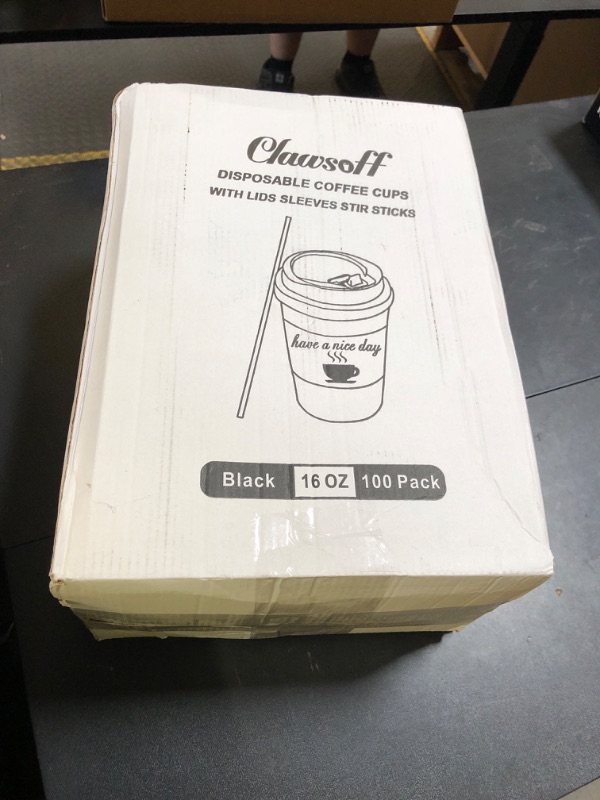 Clawsoff
DISPOSABLE COFFEE CUPS
WITH LIDS SLEEVES STIR STICKS
have a nice day
Black 16 OZ 100 Pack